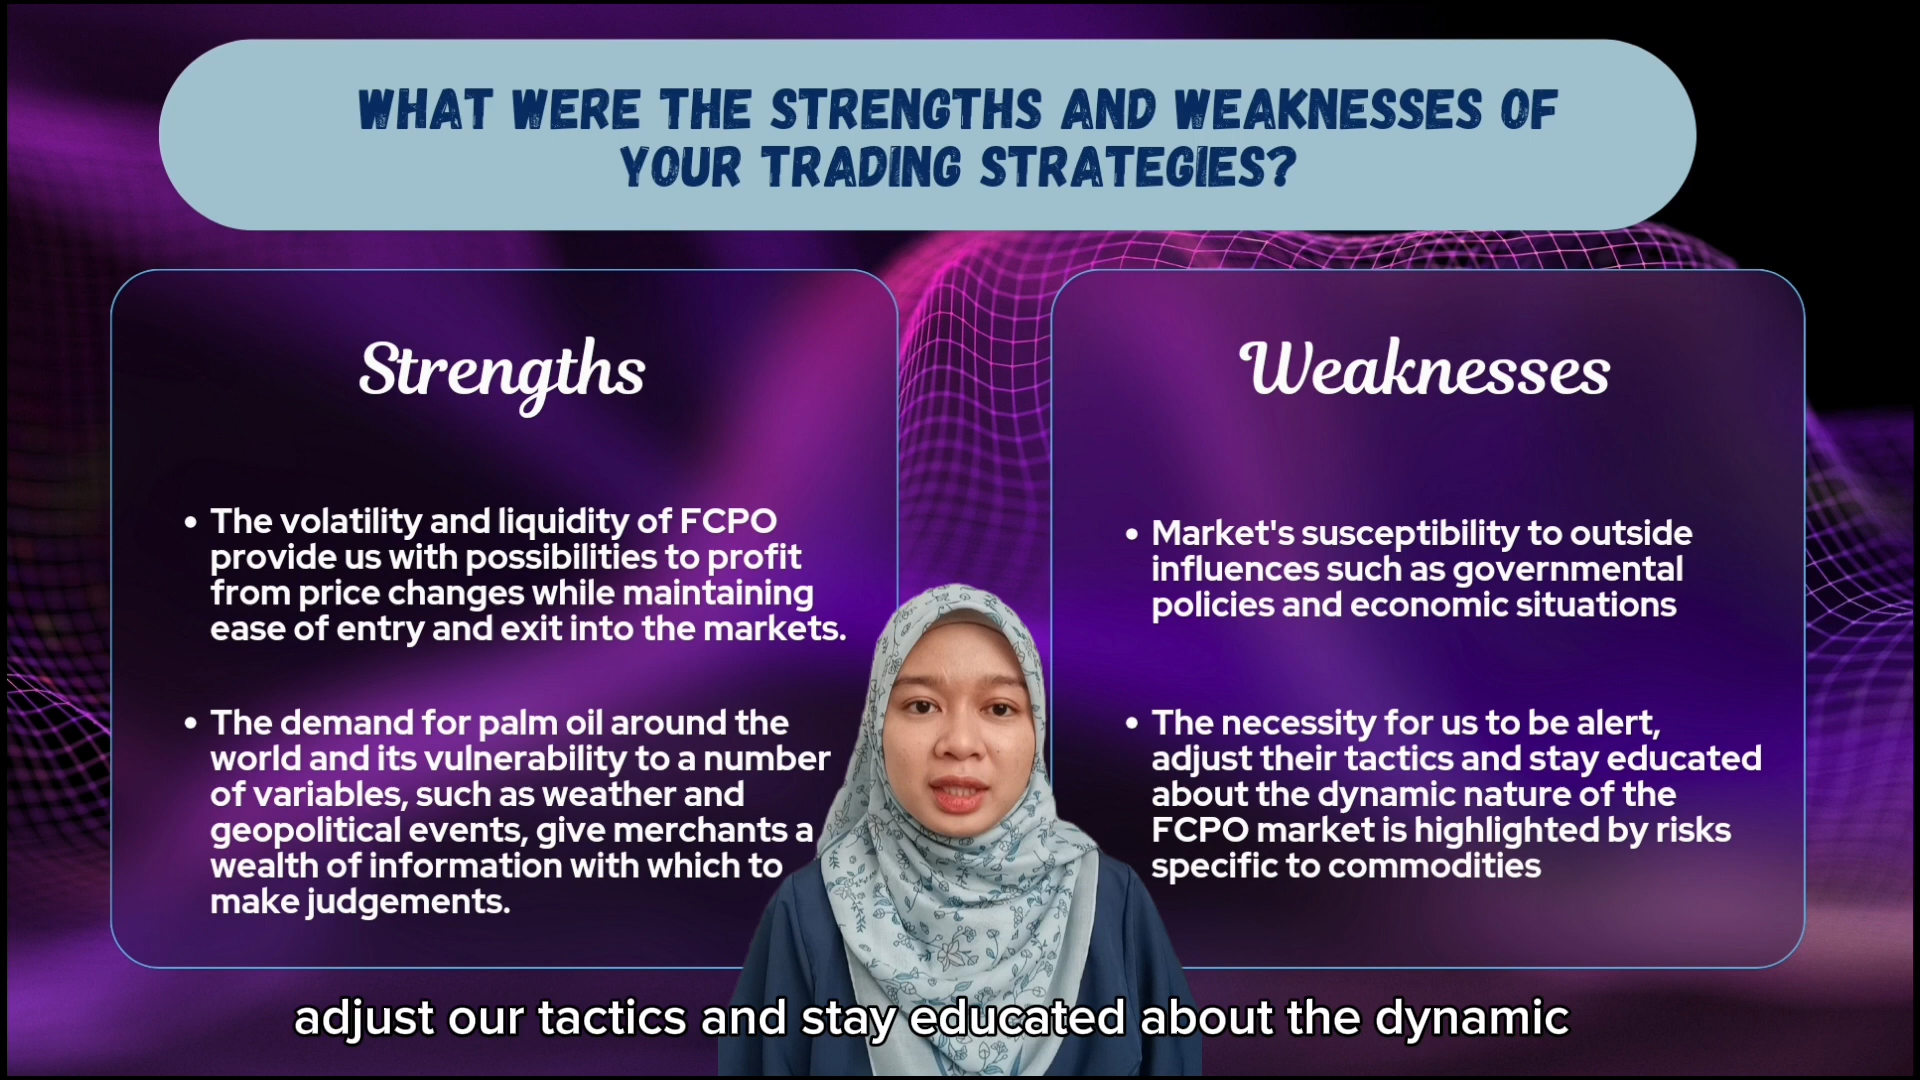 WHAT WERE THE STRENGTHS AND WEAKNESSES OF
YOUR TRADING STRATEGIES?
Strengths
• The volatility and liquidity of FCPO
provide us with possibilities to profit
from price changes while maintaining
ease of entry and exit into the markets.
• The demand for palm oil around the
world and its vulnerability to a number
of variables, such as weather and
geopolitical events, give merchants a
wealth of information with which to
make judgements.
Weaknesses
• Market's susceptibility to outside
influences such as governmental
policies and economic situations
• The necessity for us to be alert,
adjust their tactics and stay educated
about the dynamic nature of the
FCPO market is highlighted by risks
specific to commodities
adjust our tactics and stay educated about the dynamic